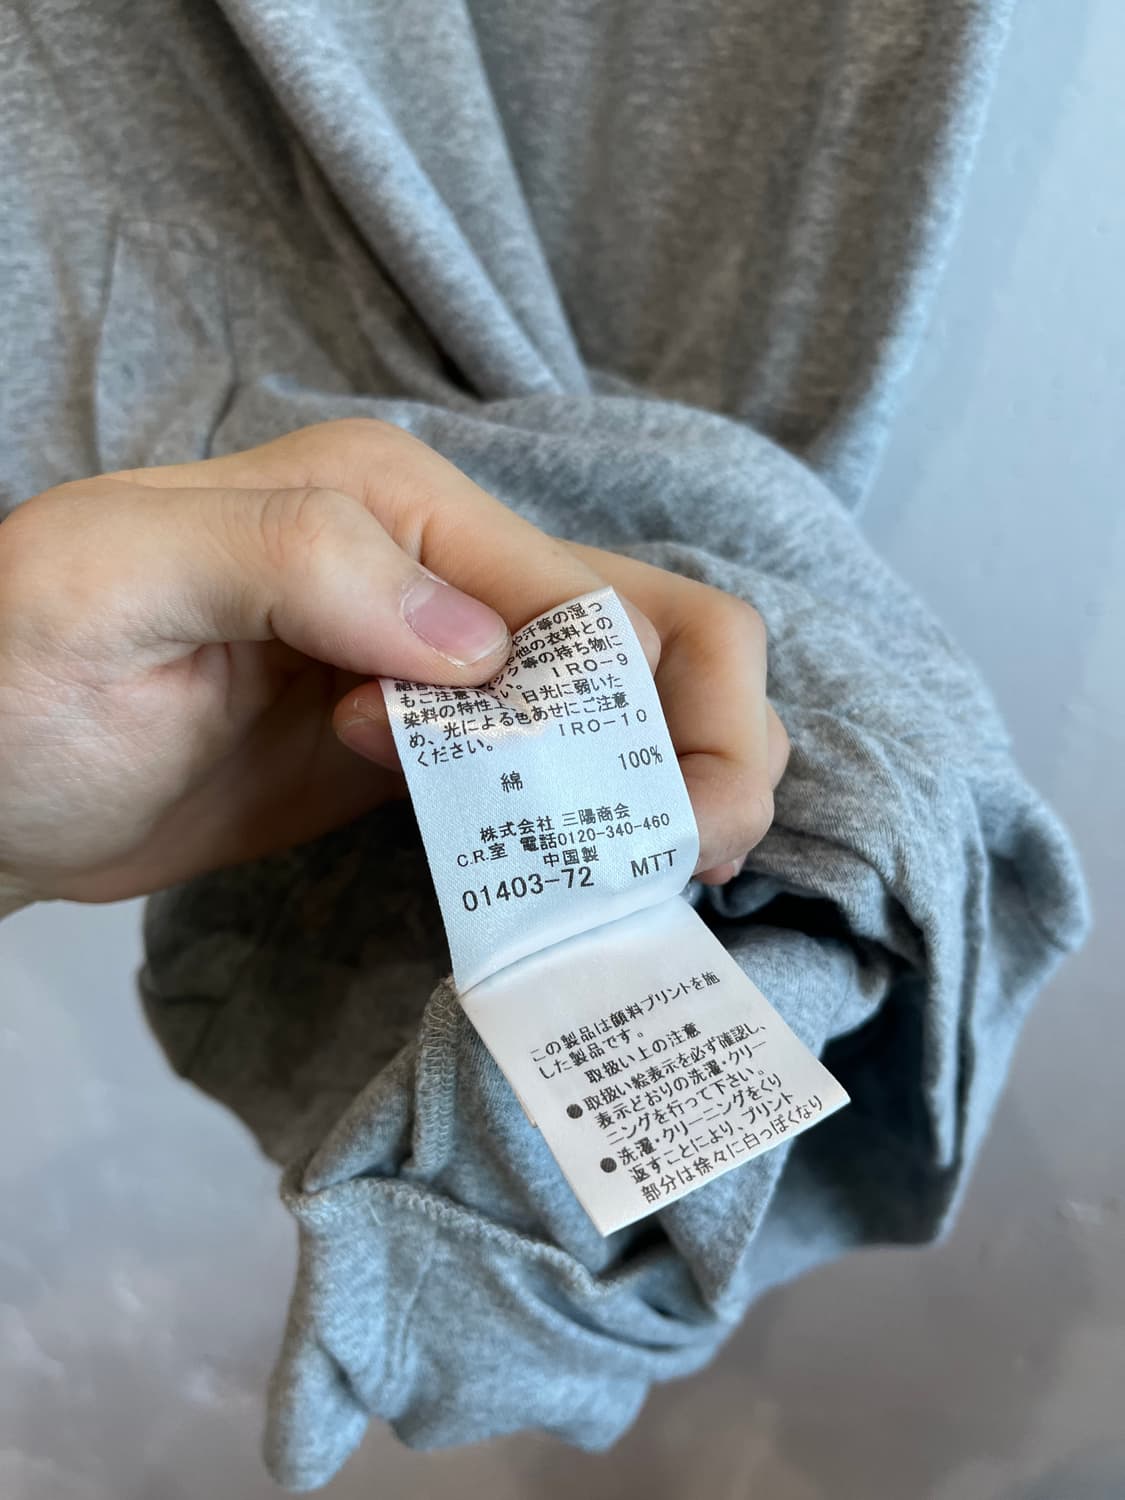 や汗等の湿っ
や他の衣料との
ック等の持ち物に
もご注意下さい。 IRO-9
染料の特性上、日光に弱いた
め、光による色あせにご注意
ください。 IRO-10
綿 100%
株式会社 三陽商会
C.R.室 電話0120-340-460
中国製
01403-72 MTT
この製品は顔料プリントを施
した製品です。
取扱い上の注意
●取扱い絵表示を必ず確認し、
表示どおりの洗濯・クリー
ニングを行って下さい。
●洗濯・クリーニングをくり
返すことにより、プリント
部分は徐々に白っぽくなり